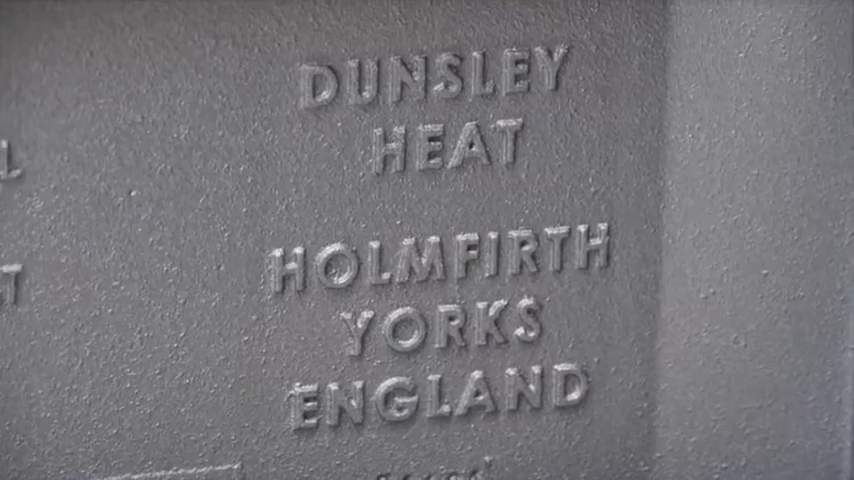 DUNSLEY
HEAT
HOLMFIRTH
YORKS
ENGLAND